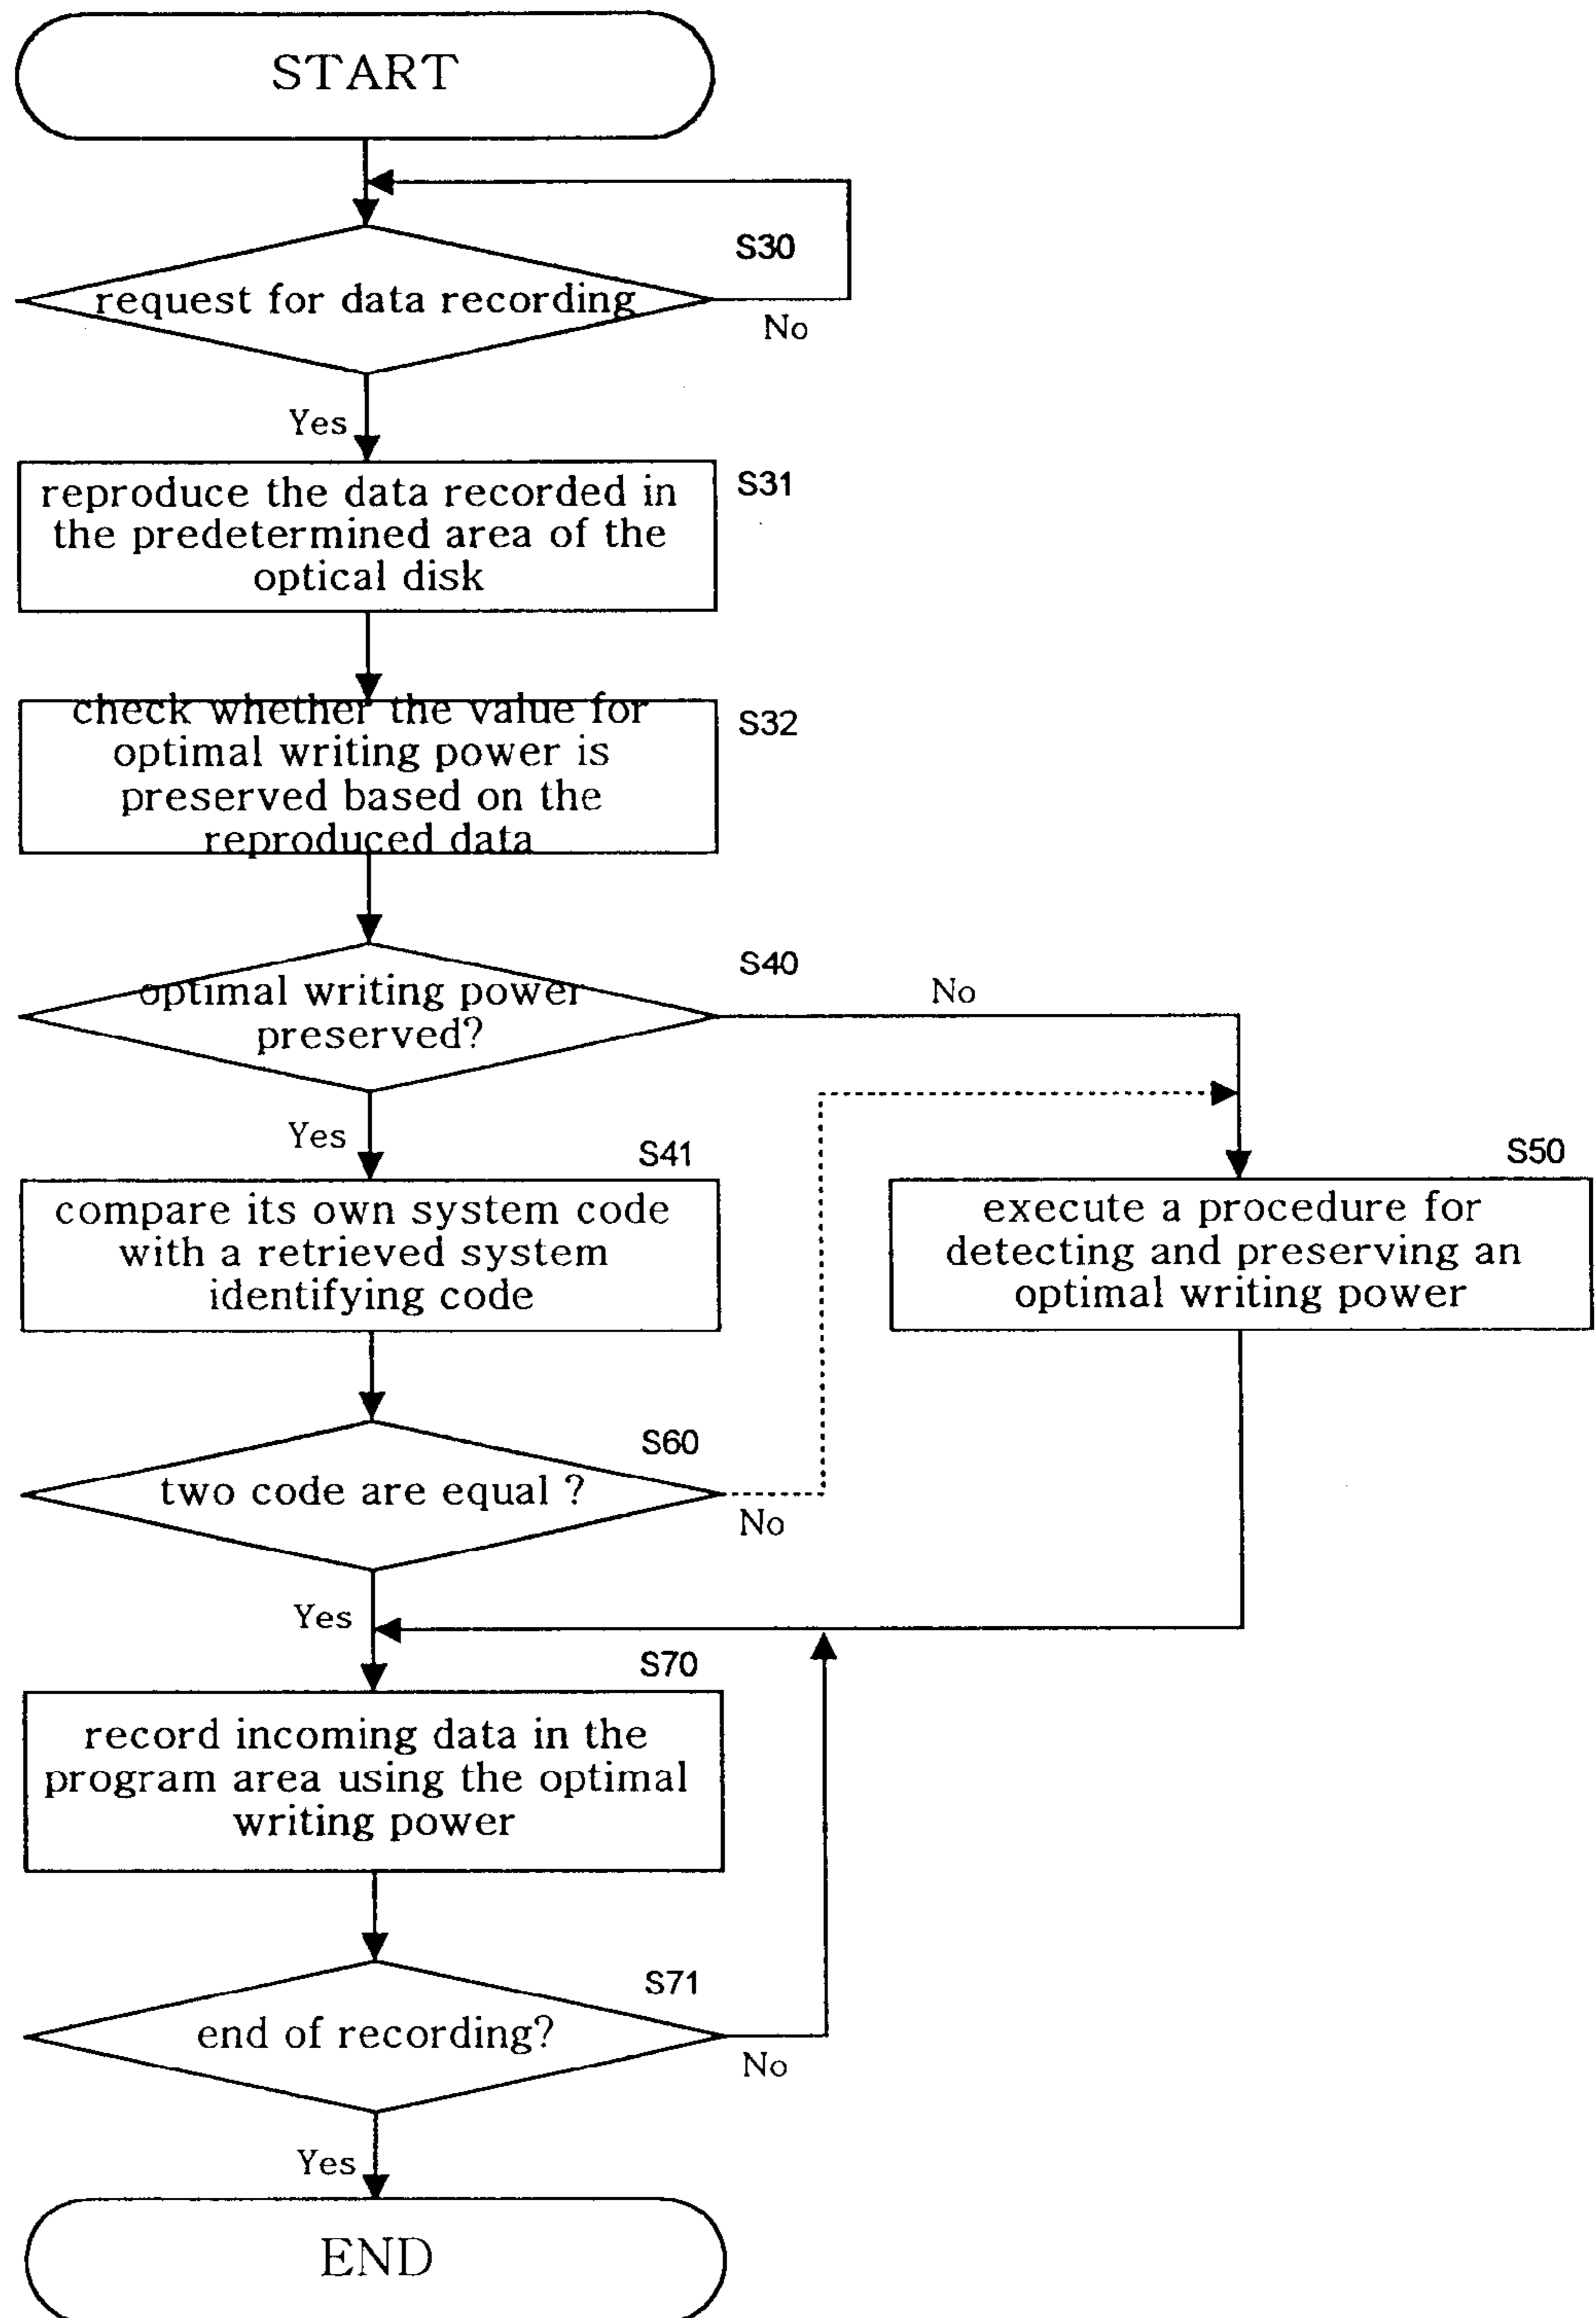 START
S30
request for data recording
No
Yes
S31
reproduce the data recorded in
the predetermined area of the
optical disk
S32
check whether the value for
optimal writing power is
preserved based on the
reproduced data
S40
No
optimal writing power
preserved?
Yes
S41
compare its own system code
with a retrieved system
identifying code
S50
execute a procedure for
detecting and preserving an
optimal writing power
S60
two code are equal ?
No
Yes
S70
record incoming data in the
program area using the optimal
writing power
S71
end of recording?
No
Yes
END